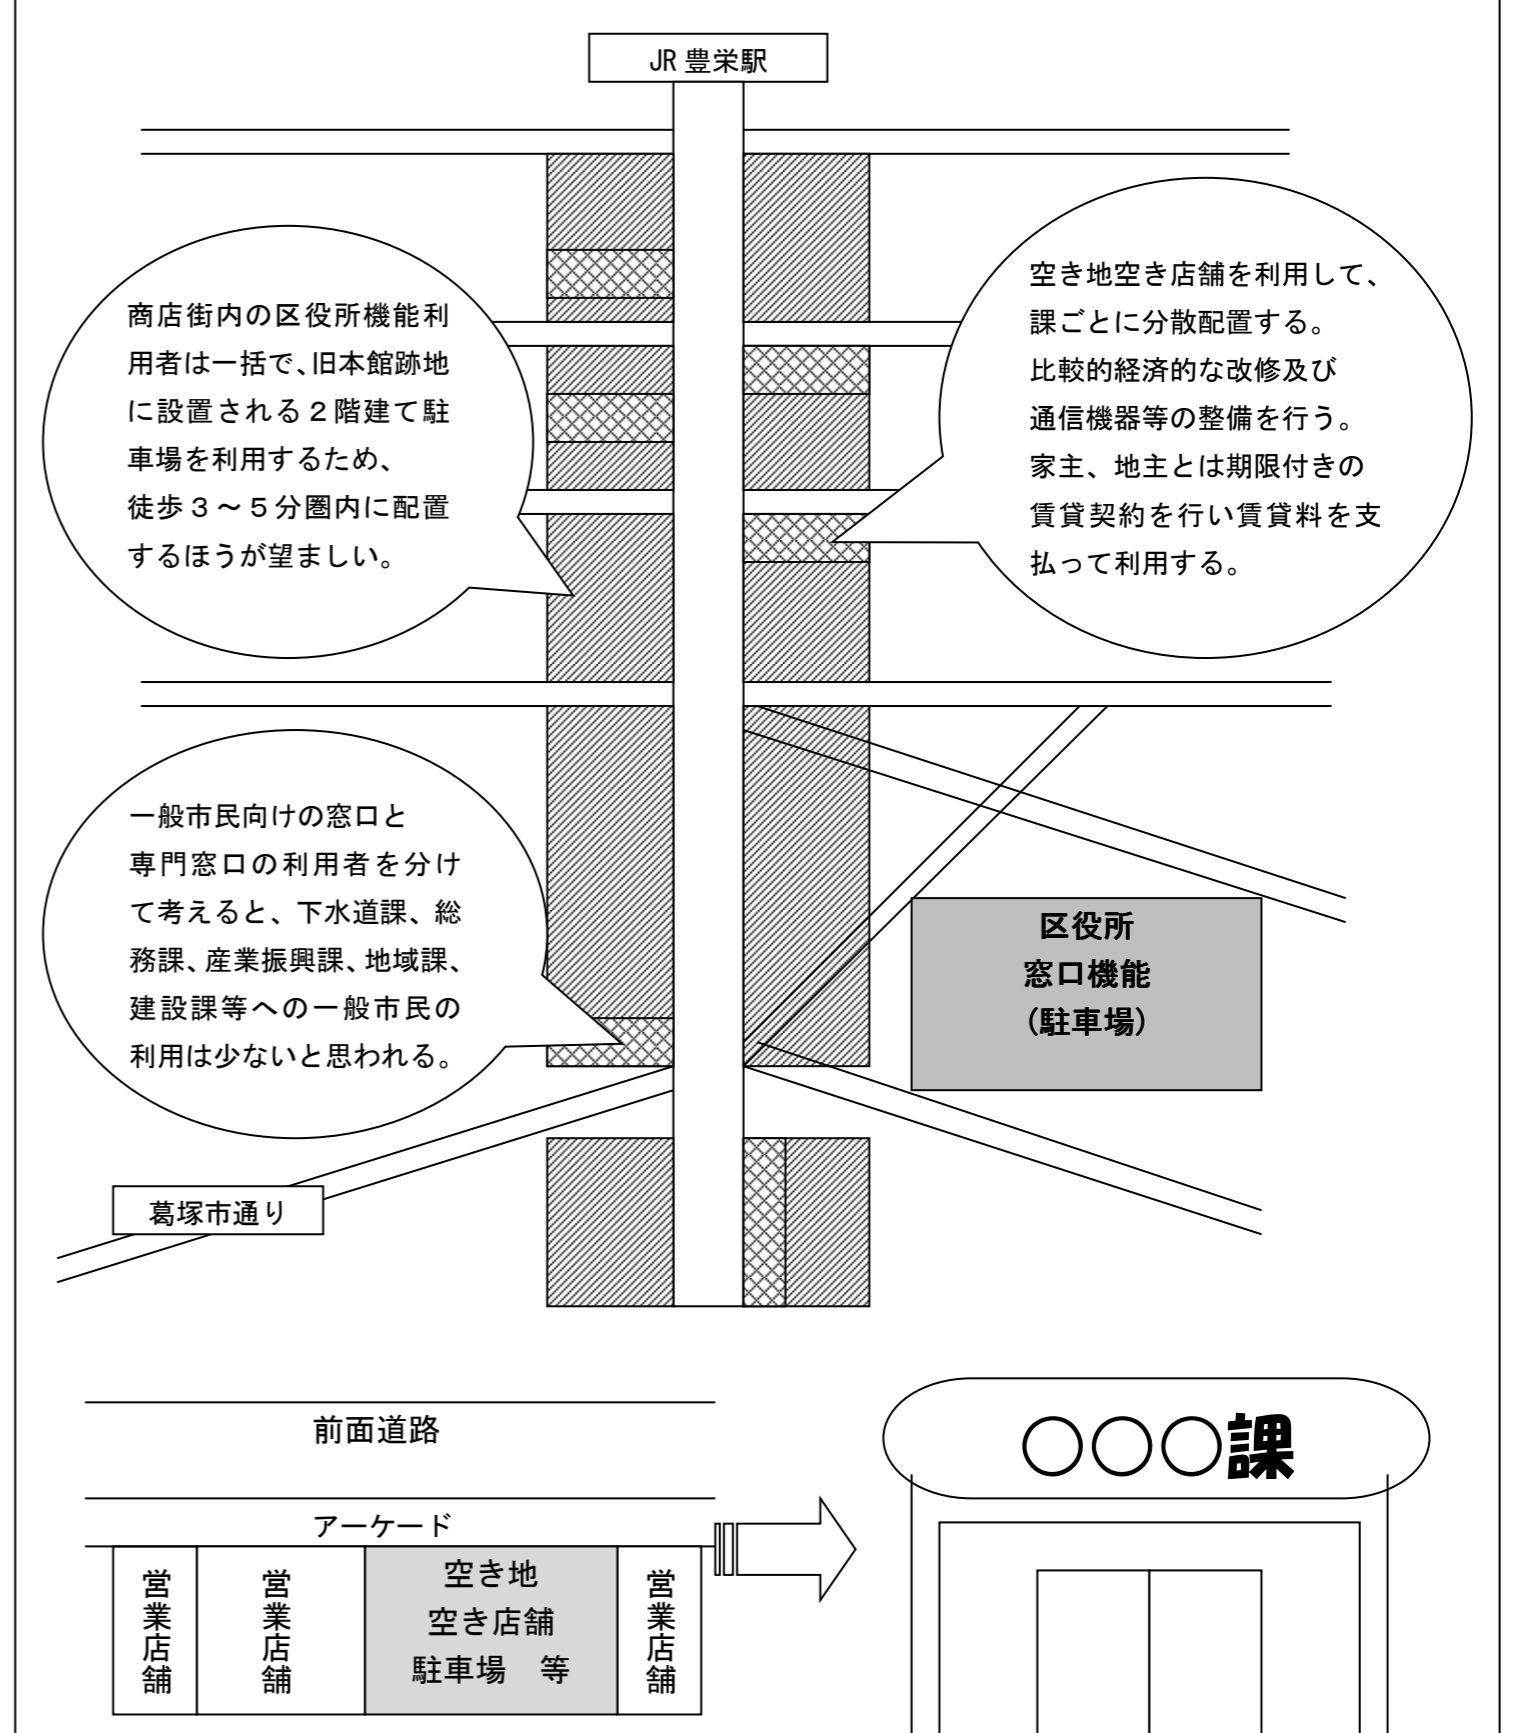 JR 豊栄駅
商店街内の区役所機能利
用者は一括で、旧本館跡地
に設置される２階建て駐
車場を利用するため、
徒歩３～５分圏内に配置
するほうが望ましい。
空き地空き店舗を利用して、
課ごとに分散配置する。
比較的経済的な改修及び
通信機器等の整備を行う。
家主、地主とは期限付きの
賃貸契約を行い賃貸料を支
払って利用する。
一般市民向けの窓口と
専門窓口の利用者を分け
て考えると、下水道課、総
務課、産業振興課、地域課、
建設課等への一般市民の
利用は少ないと思われる。
区役所
窓口機能
（駐車場）
葛塚市通り
前面道路
アーケード
営業店舗
営業店舗
空き地
空き店舗
駐車場　等
営業店舗
○○○課